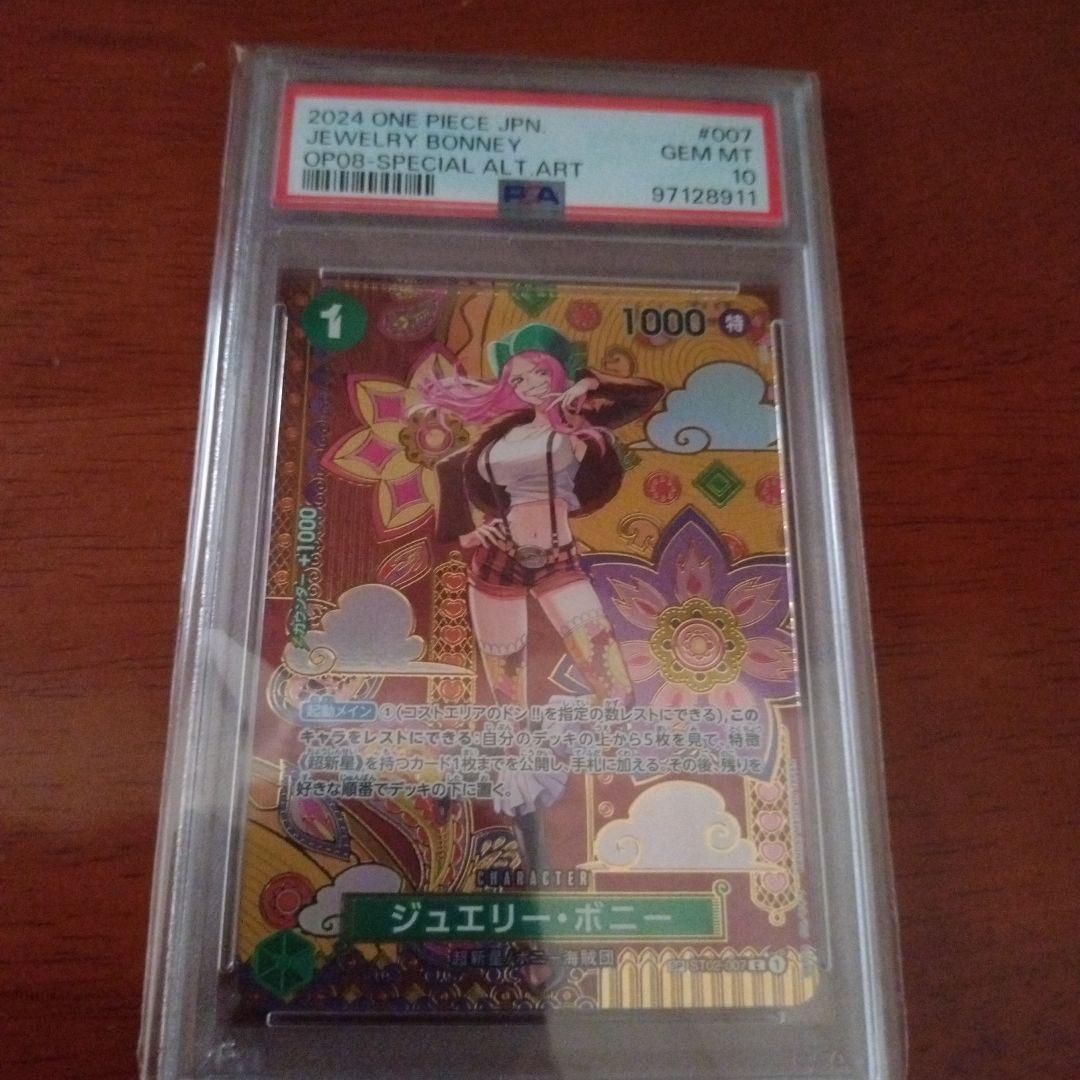 2024 ONE PIECE JPN.
#007
JEWELRY BONNEY
GEM MT
OP08-SPECIAL ALT.ART
10
PSA
97128911
1
1000 特
カウンター +1000
起動メイン ①(コストエリアのドン!!を指定の数レストにできる),この
キャラをレストにできる:自分のデッキの上から5枚を見て、特徴
《超新星》を持つカード1枚までを公開し、手札に加える。その後、残りを
好きな順番でデッキの下に置く。
CHARACTER
ジュエリー・ボニー
超新星/ボニー海賊団
SP ST02-007 C 1